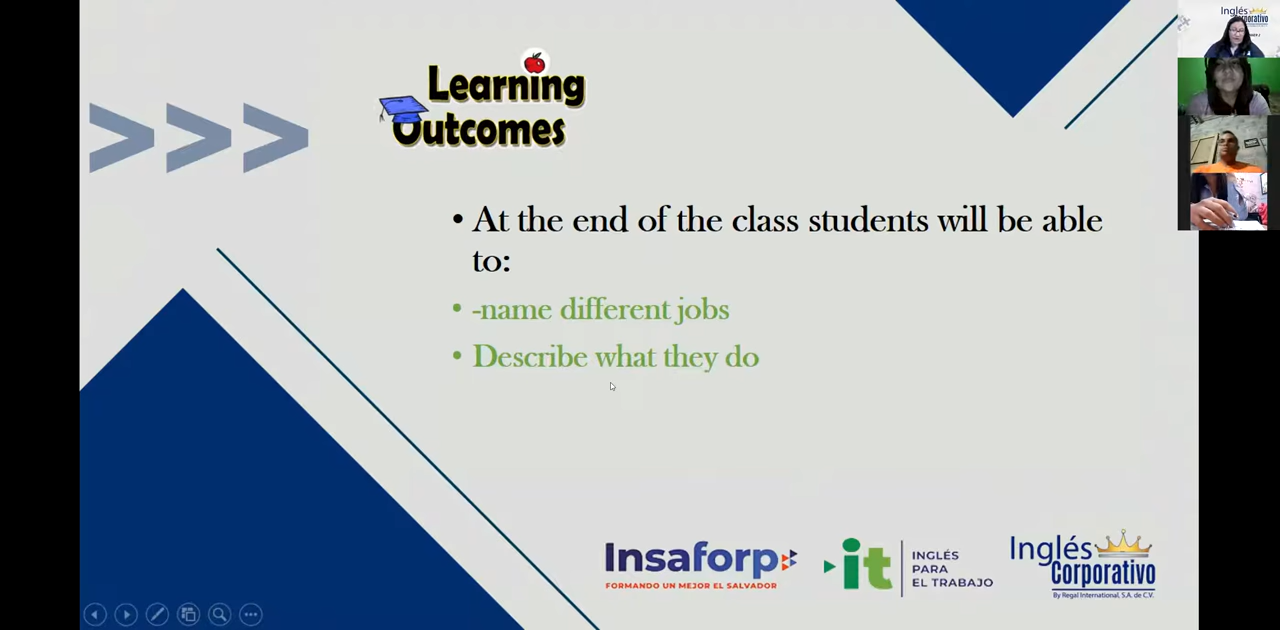 Learning
Outcomes
>>>
• At the end of the class students will be able
to:
• -name different jobs
• Describe what they do
Insaforp
FORMANDO UN MEJOR EL SALVADOR
it
INGLÉS
PARA
EL TRABAJO
Inglés
Corporativo
By Regal International, S.A. de C.V.
Inglés
Corporativo